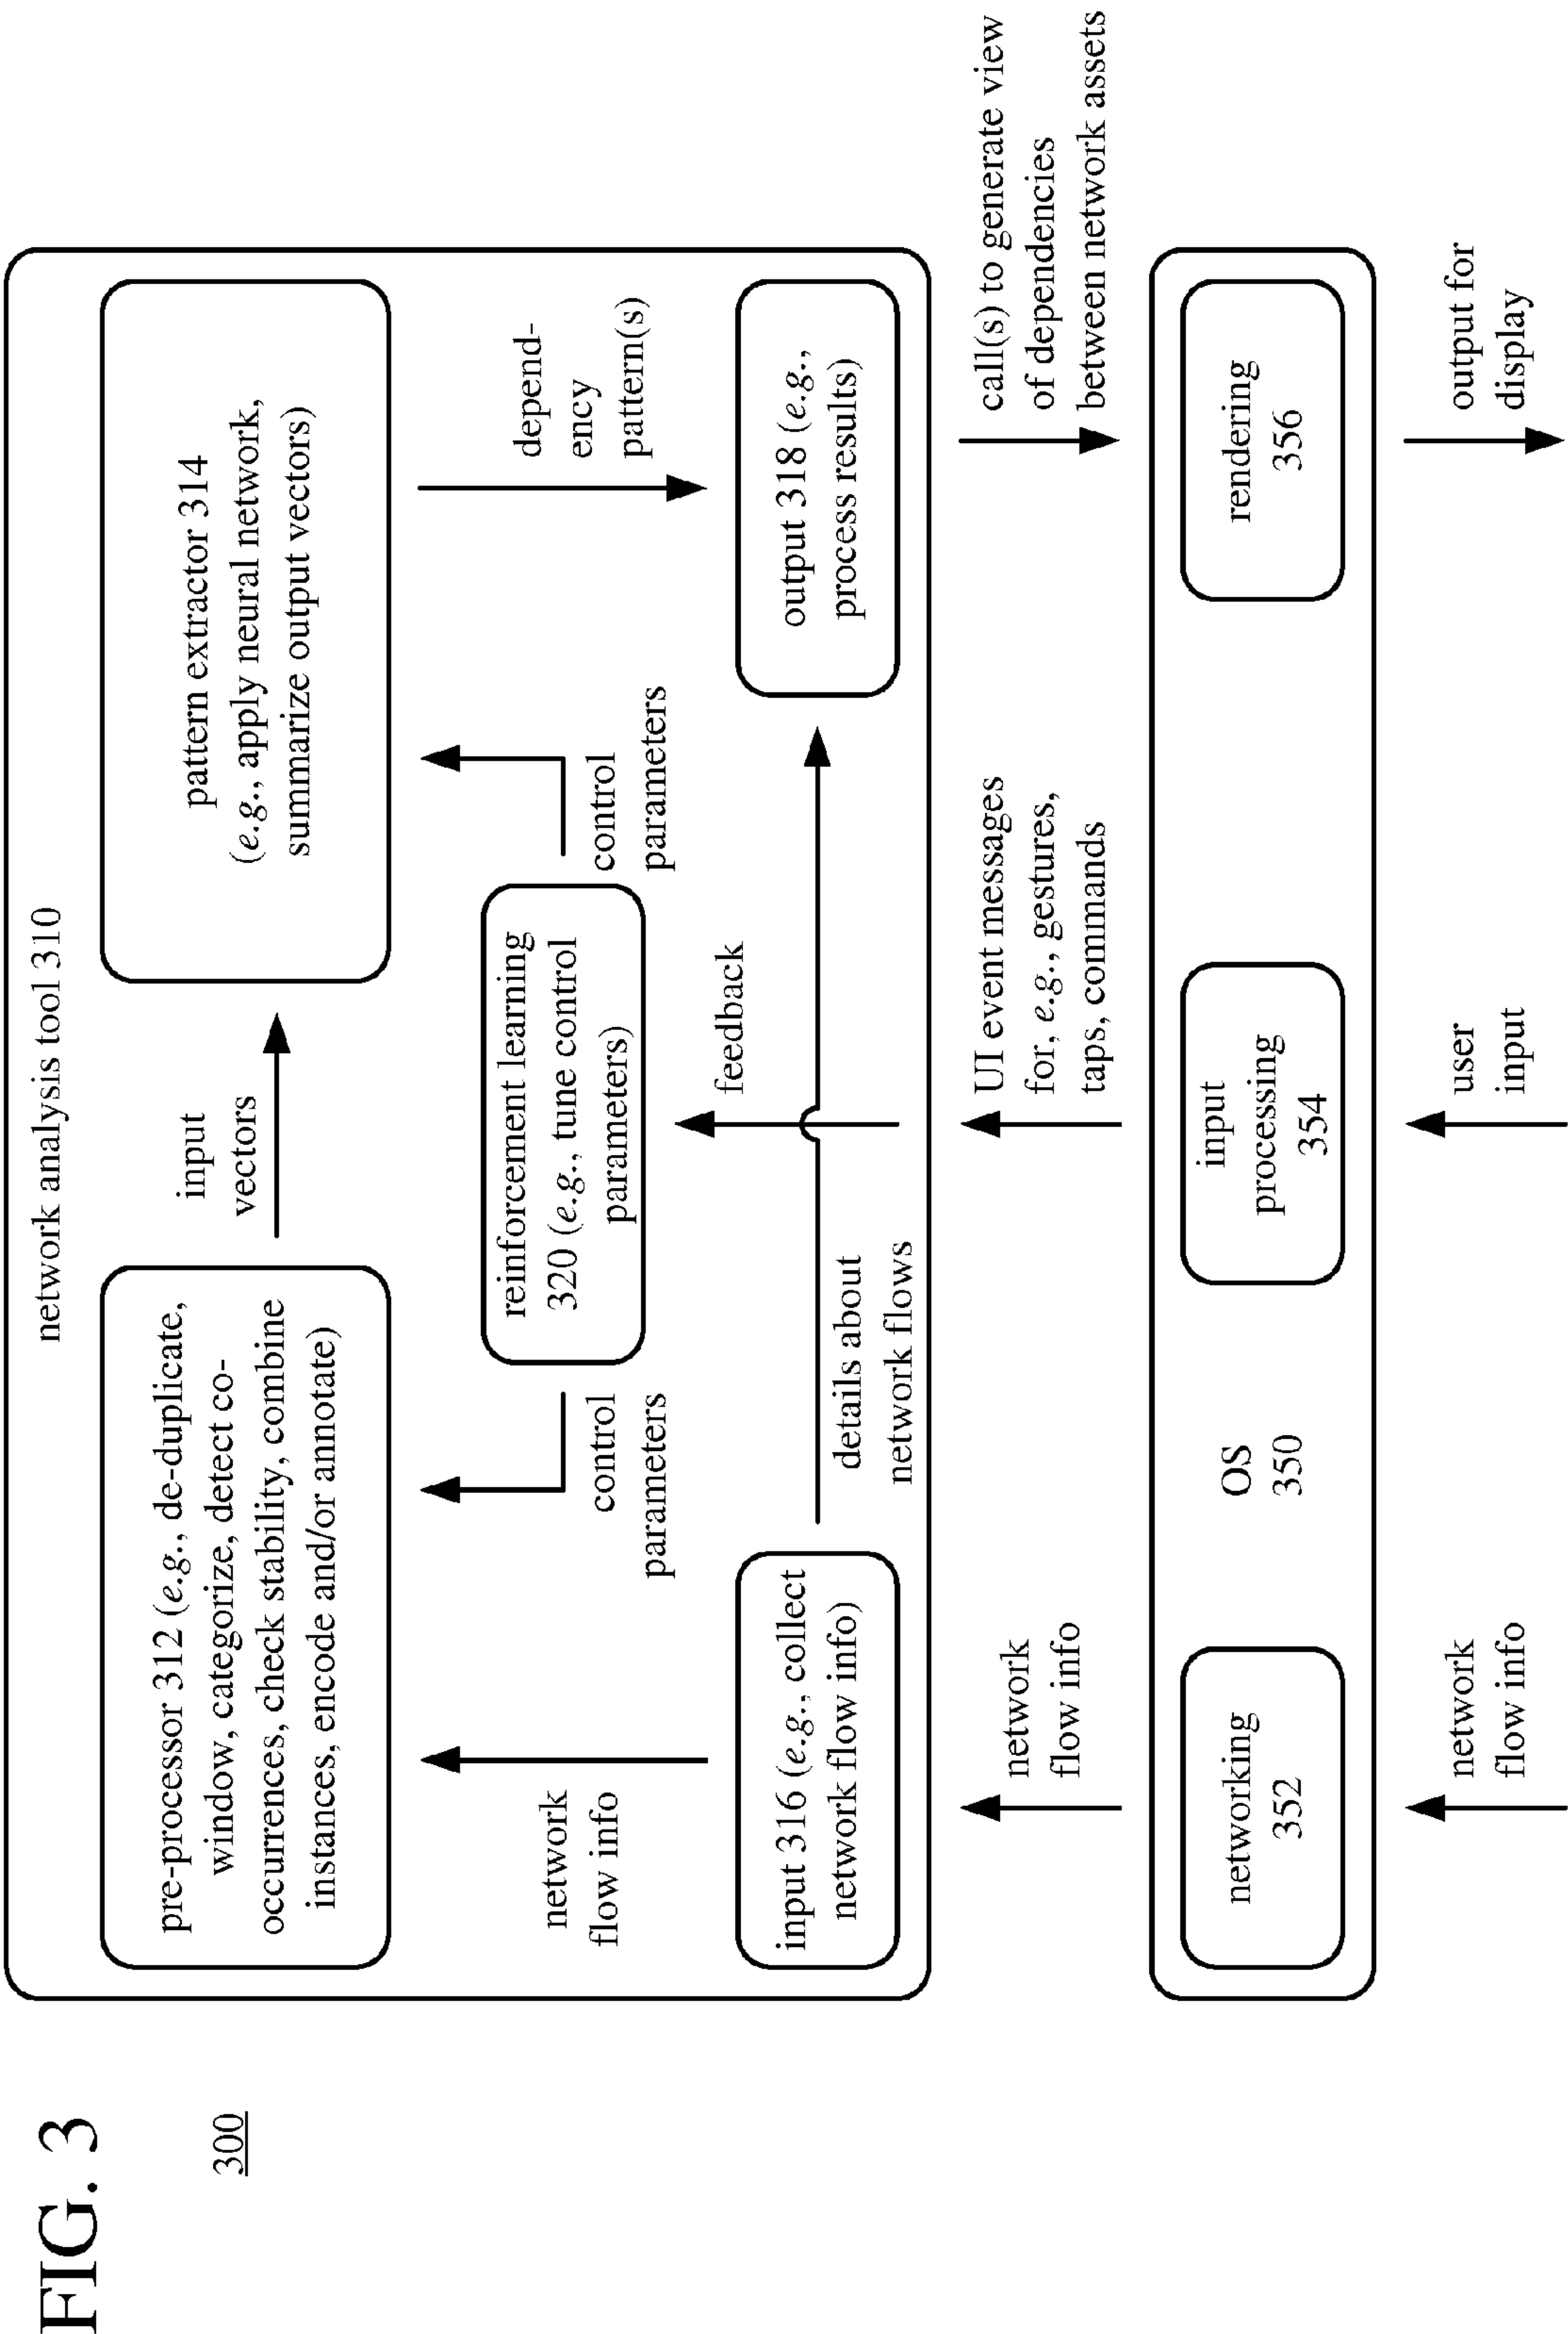 FIG. 3
300
network analysis tool 310
pre-processor 312 (e.g., de-duplicate,
window, categorize, detect co-
occurrences, check stability, combine
instances, encode and/or annotate)
input
vectors
pattern extractor 314
(e.g., apply neural network,
summarize output vectors)
network
flow info
control
parameters
reinforcement learning
320 (e.g., tune control
parameters)
control
parameters
depend-
ency
pattern(s)
input 316 (e.g., collect
network flow info)
details about
network flows
feedback
output 318 (e.g.,
process results)
network
flow info
UI event messages
for, e.g., gestures,
taps, commands
call(s) to generate view
of dependencies
between network assets
networking
352
OS
350
input
processing
354
rendering
356
network
flow info
user
input
output for
display